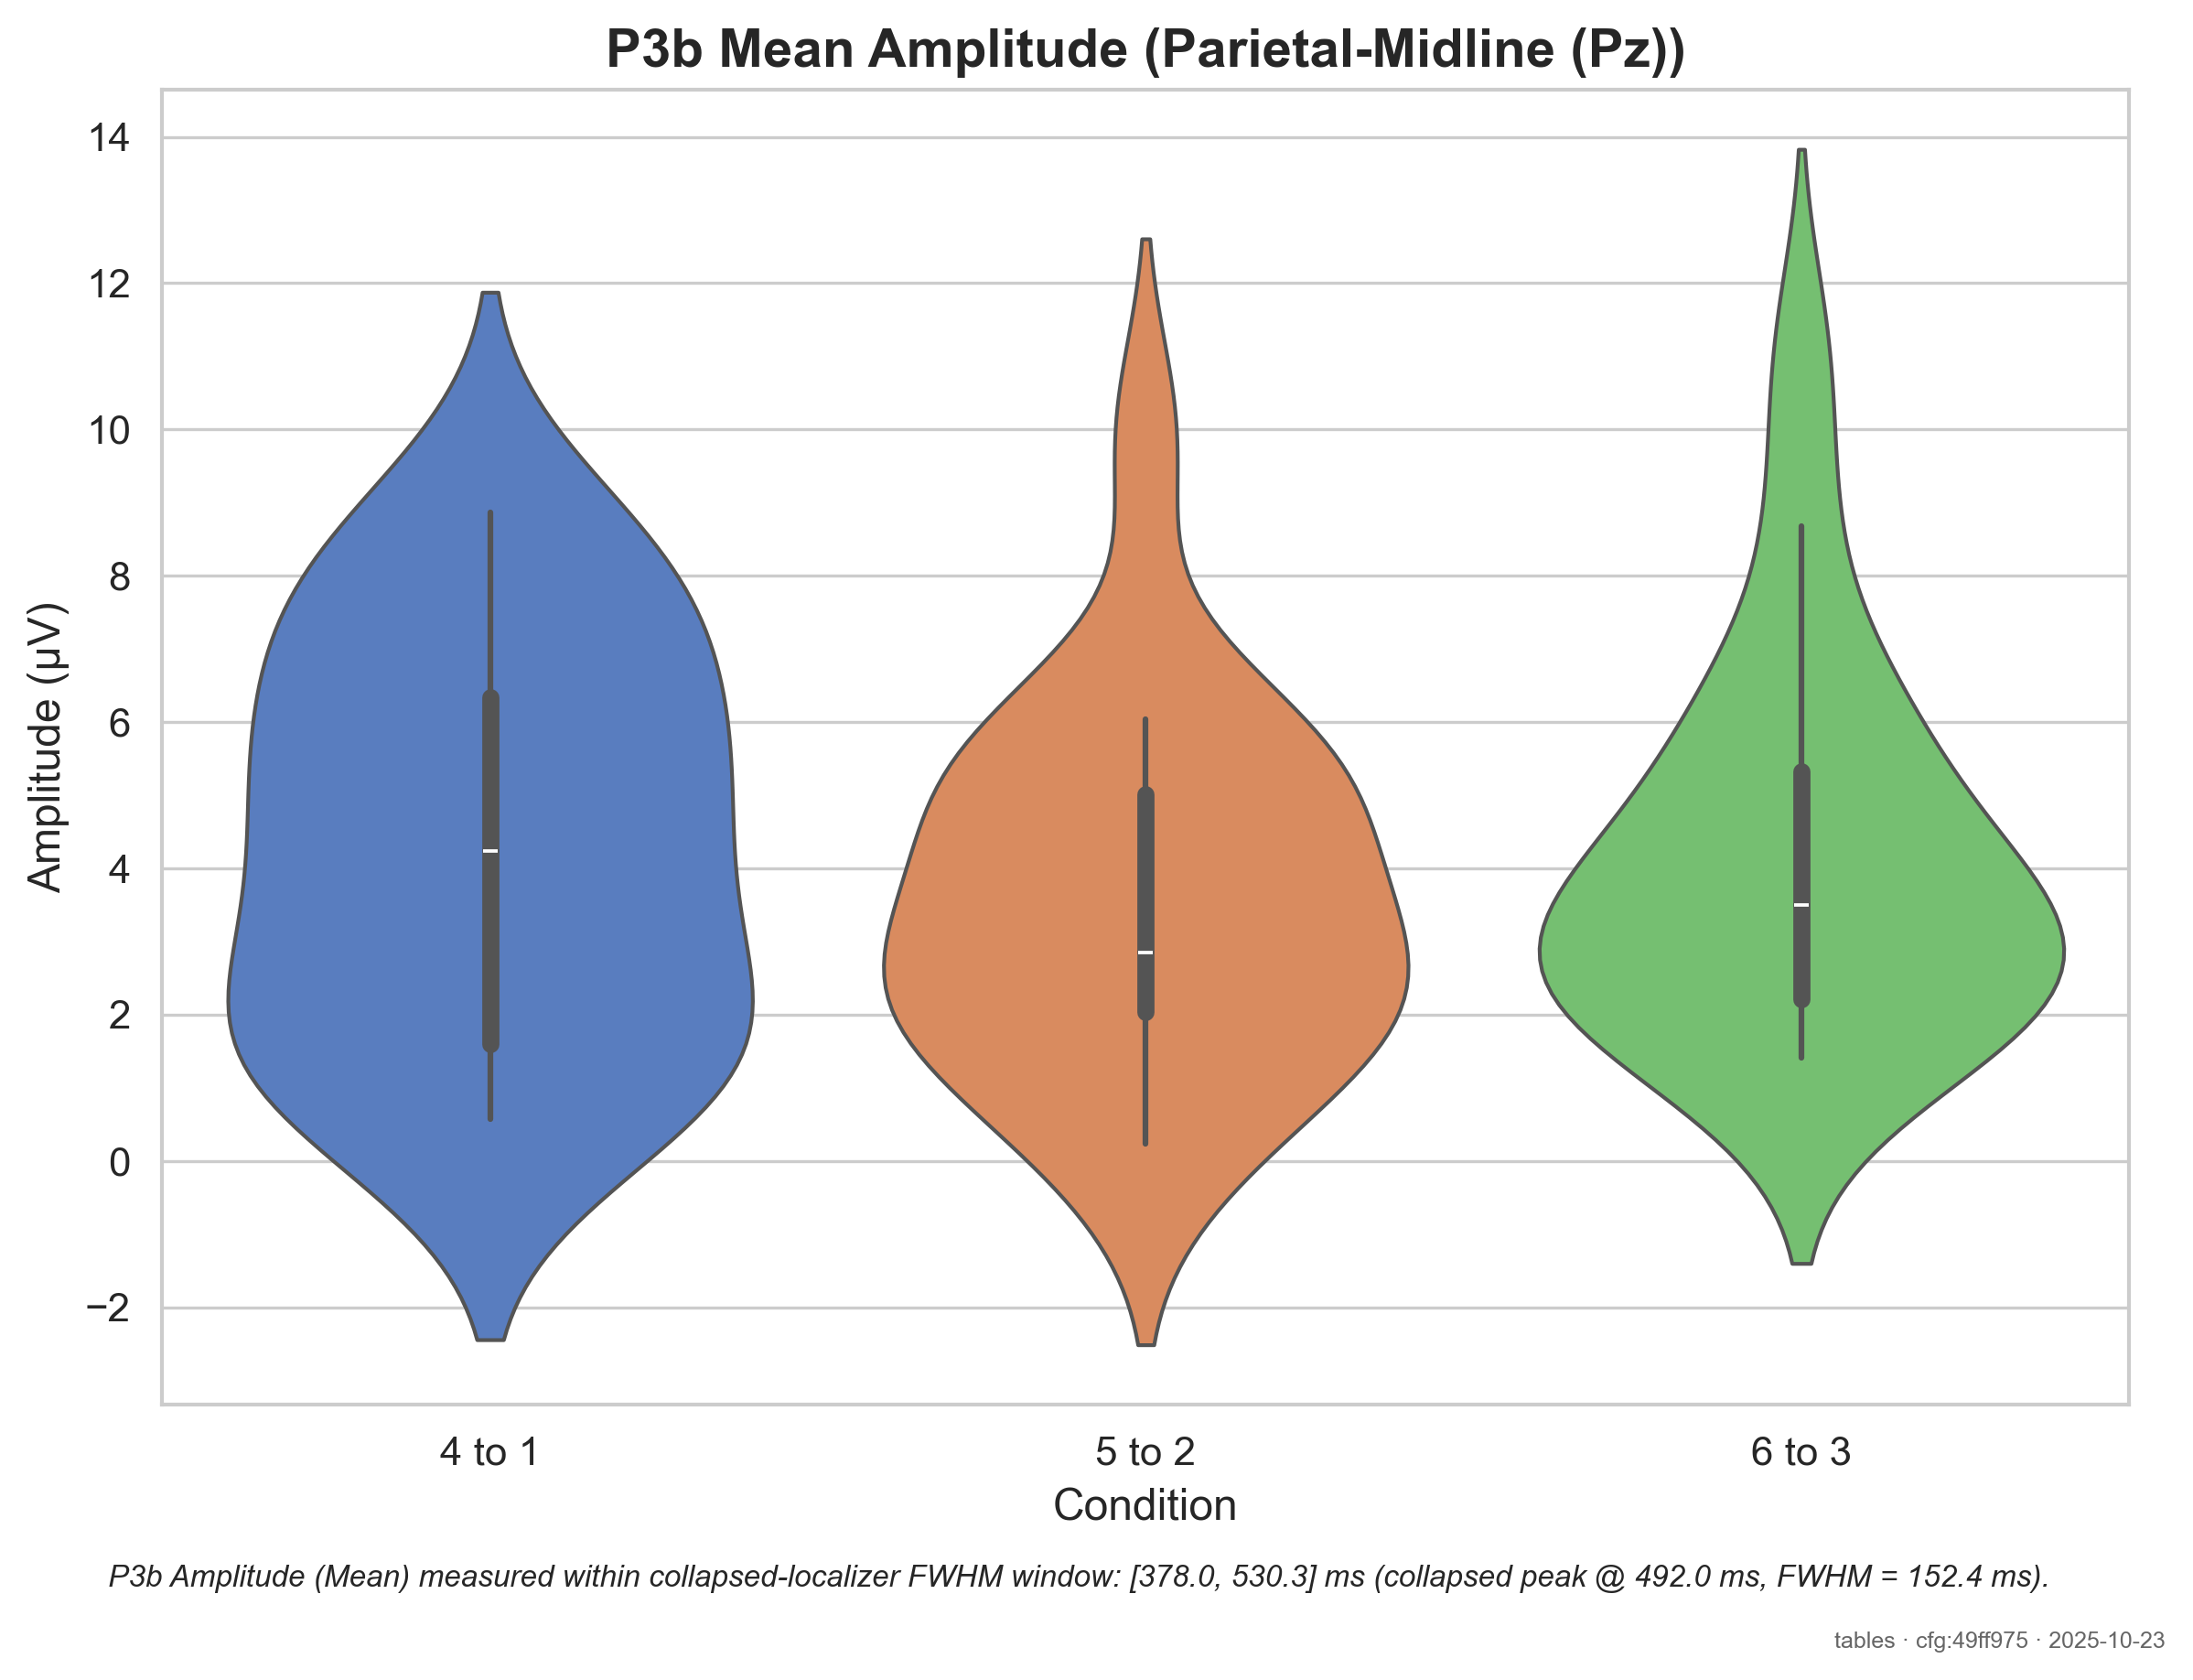 P3b Mean Amplitude (Parietal-Midline (Pz))
Amplitude (µV)
14
12
10
8
6
4
2
0
−2
4 to 1
5 to 2
6 to 3
Condition
P3b Amplitude (Mean) measured within collapsed-localizer FWHM window: [378.0, 530.3] ms (collapsed peak @ 492.0 ms, FWHM = 152.4 ms).
tables · cfg:49ff975 · 2025-10-23